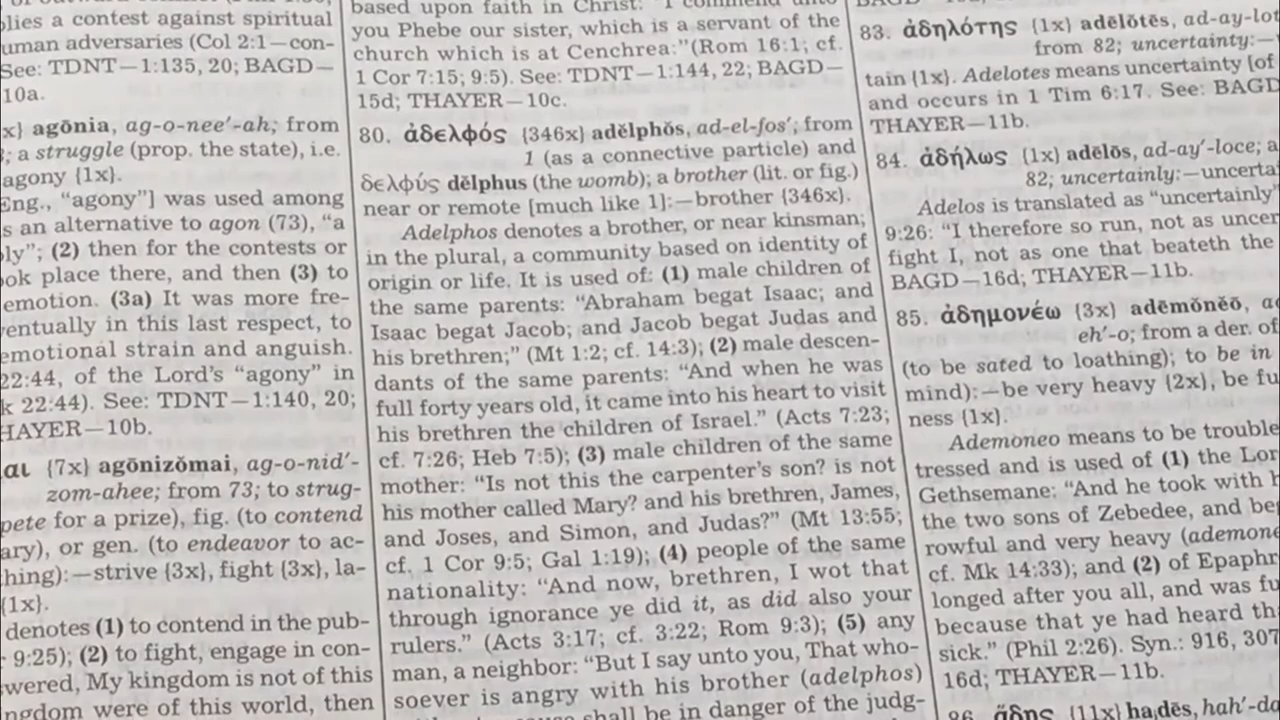 plies a contest against spiritual
uman adversaries (Col 2:1—con-
See: TDNT—1:135, 20; BAGD—
10a.
x} agōnia, ag-o-nee′-ah; from
; a struggle (prop. the state), i.e.
agony {1x}.
Eng., “agony”] was used among
s an alternative to agon (73), “a
ly”; (2) then for the contests or
ook place there, and then (3) to
emotion. (3a) It was more fre-
entually in this last respect, to
emotional strain and anguish.
22:44, of the Lord’s “agony” in
k 22:44). See: TDNT—1:140, 20;
HAYER—10b.
αι {7x} agōnizŏmai, ag-o-nid′-
zom-ahee; from 73; to strug-
pete for a prize), fig. (to contend
ary), or gen. (to endeavor to ac-
hing):—strive {3x}, fight {3x}, la-
{1x}.
denotes (1) to contend in the pub-
9:25); (2) to fight, engage in con-
swered, My kingdom is not of this
ngdom were of this world, then
based upon faith in Christ: “I commend unto
you Phebe our sister, which is a servant of the
church which is at Cenchrea:”(Rom 16:1; cf.
1 Cor 7:15; 9:5). See: TDNT—1:144, 22; BAGD—
15d; THAYER—10c.
80. ἀδελφός {346x} adĕlphŏs, ad-el-fos′; from
1 (as a connective particle) and
δελφύς dĕlphus (the womb); a brother (lit. or fig.)
near or remote [much like 1]:—brother {346x}.
Adelphos denotes a brother, or near kinsman;
in the plural, a community based on identity of
origin or life. It is used of: (1) male children of
the same parents: “Abraham begat Isaac; and
Isaac begat Jacob; and Jacob begat Judas and
his brethren;” (Mt 1:2; cf. 14:3); (2) male descen-
dants of the same parents: “And when he was
full forty years old, it came into his heart to visit
his brethren the children of Israel.” (Acts 7:23;
cf. 7:26; Heb 7:5); (3) male children of the same
mother: “Is not this the carpenter’s son? is not
his mother called Mary? and his brethren, James,
and Joses, and Simon, and Judas?” (Mt 13:55;
cf. 1 Cor 9:5; Gal 1:19); (4) people of the same
nationality: “And now, brethren, I wot that
through ignorance ye did it, as did also your
rulers.” (Acts 3:17; cf. 3:22; Rom 9:3); (5) any
man, a neighbor: “But I say unto you, That who-
soever is angry with his brother (adelphos)
shall be in danger of the judg-
83. ἀδηλότης {1x} adēlŏtēs, ad-ay-lot
from 82; uncertainty:—
tain {1x}. Adelotes means uncertainty [of
and occurs in 1 Tim 6:17. See: BAGD
THAYER—11b.
84. ἀδήλως {1x} adēlōs, ad-ay′-loce; a
82; uncertainly:—uncerta
Adelos is translated as “uncertainly”
9:26: “I therefore so run, not as uncer
fight I, not as one that beateth the
BAGD—16d; THAYER—11b.
85. ἀδημονέω {3x} adēmŏnĕō, ad
eh′-o; from a der. of
(to be sated to loathing); to be in
mind):—be very heavy {2x}, be fu
ness {1x}.
Ademoneo means to be trouble
tressed and is used of (1) the Lor
Gethsemane: “And he took with h
the two sons of Zebedee, and be
rowful and very heavy (ademone
cf. Mk 14:33); and (2) of Epaphr
longed after you all, and was fu
because that ye had heard th
sick.” (Phil 2:26). Syn.: 916, 307
16d; THAYER—11b.
86. ᾅδης {11x} hadēs, hah′-d